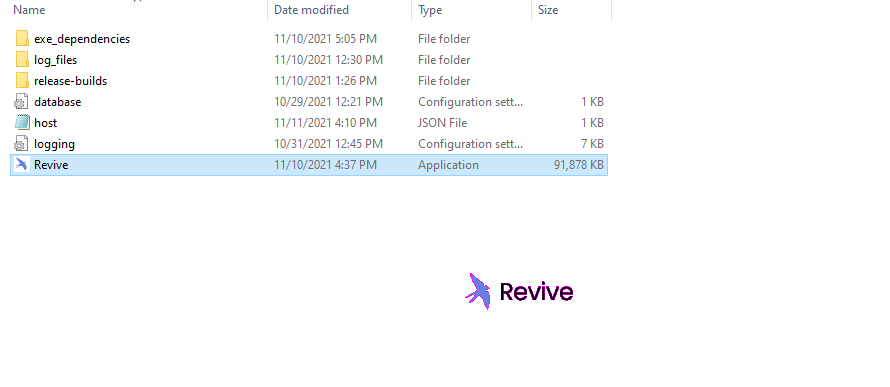 Name Date modified Type Size
exe_dependencies 11/10/2021 5:05 PM File folder
log_files 11/10/2021 12:30 PM File folder
release-builds 11/10/2021 1:26 PM File folder
database 10/29/2021 12:21 PM Configuration sett... 1 KB
host 11/11/2021 4:10 PM JSON File 1 KB
logging 10/31/2021 12:45 PM Configuration sett... 7 KB
Revive 11/10/2021 4:37 PM Application 91,878 KB
Revive